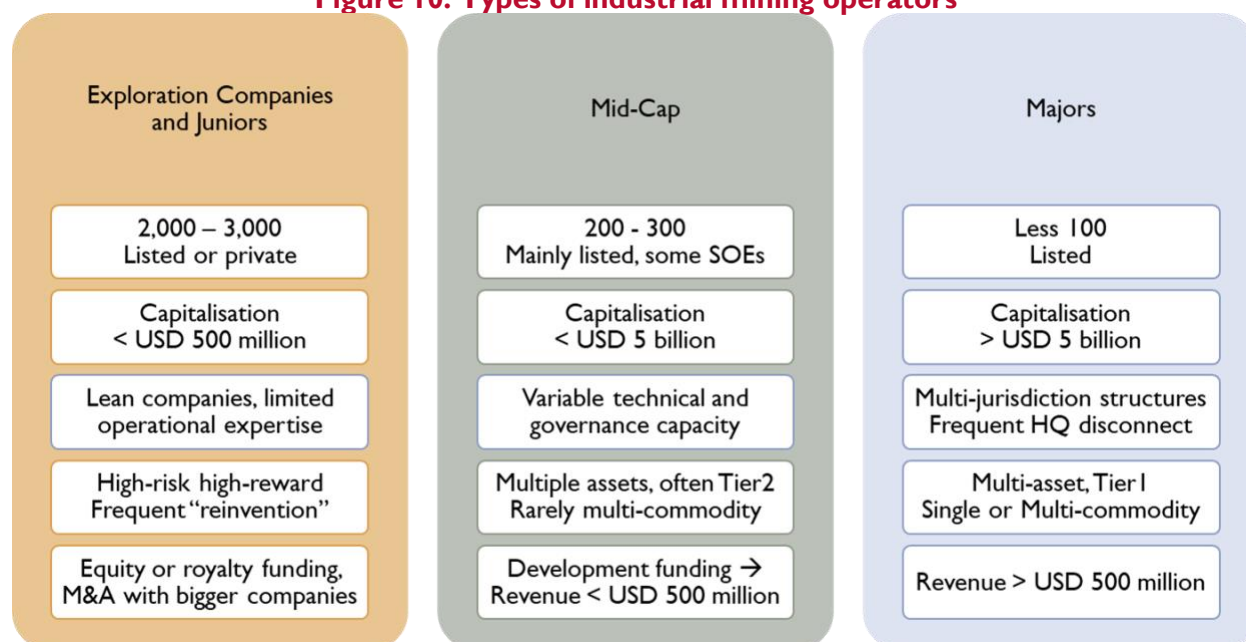 Figure 10. Types of industrial mining operators
Exploration Companies
and Juniors
2,000 – 3,000
Listed or private
Capitalisation
< USD 500 million
Lean companies, limited
operational expertise
High-risk high-reward
Frequent “reinvention”
Equity or royalty funding,
M&A with bigger companies
Mid-Cap
200 - 300
Mainly listed, some SOEs
Capitalisation
< USD 5 billion
Variable technical and
governance capacity
Multiple assets, often Tier2
Rarely multi-commodity
Development funding →
Revenue < USD 500 million
Majors
Less 100
Listed
Capitalisation
> USD 5 billion
Multi-jurisdiction structures
Frequent HQ disconnect
Multi-asset, Tier1
Single or Multi-commodity
Revenue > USD 500 million